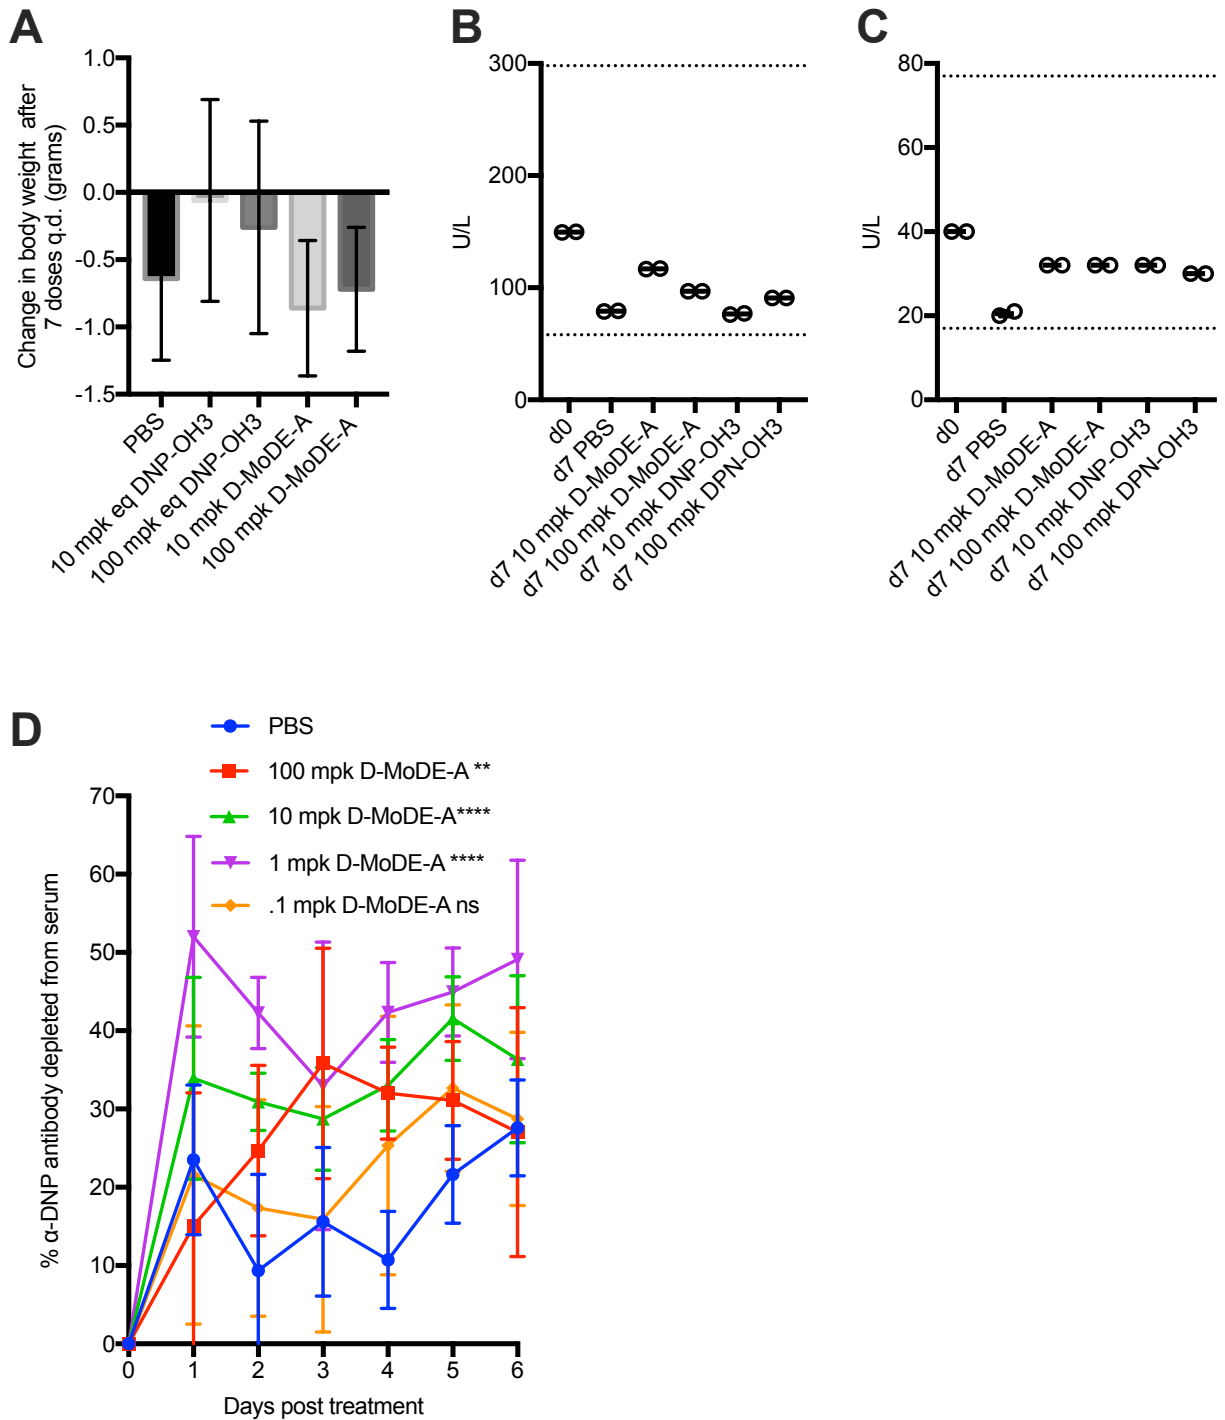 A
Change in body weight after
7 doses q.d. (grams)
1.0
0.5
0.0
-0.5
-1.0
-1.5
PBS
10 mpk eq DNP-OH3
100 mpk eq DNP-OH3
10 mpk D-MoDE-A
100 mpk D-MoDE-A
B
U/L
300
200
100
0
d0
d7 PBS
d7 10 mpk D-MoDE-A
d7 100 mpk D-MoDE-A
d7 10 mpk DNP-OH3
d7 100 mpk DPN-OH3
C
U/L
80
60
40
20
0
d0
d7 PBS
d7 10 mpk D-MoDE-A
d7 100 mpk D-MoDE-A
d7 10 mpk DNP-OH3
d7 100 mpk DPN-OH3
D
PBS
100 mpk D-MoDE-A **
10 mpk D-MoDE-A****
1 mpk D-MoDE-A ****
.1 mpk D-MoDE-A ns
% α-DNP antibody depleted from serum
70
60
50
40
30
20
10
0
0 1 2 3 4 5 6
Days post treatment